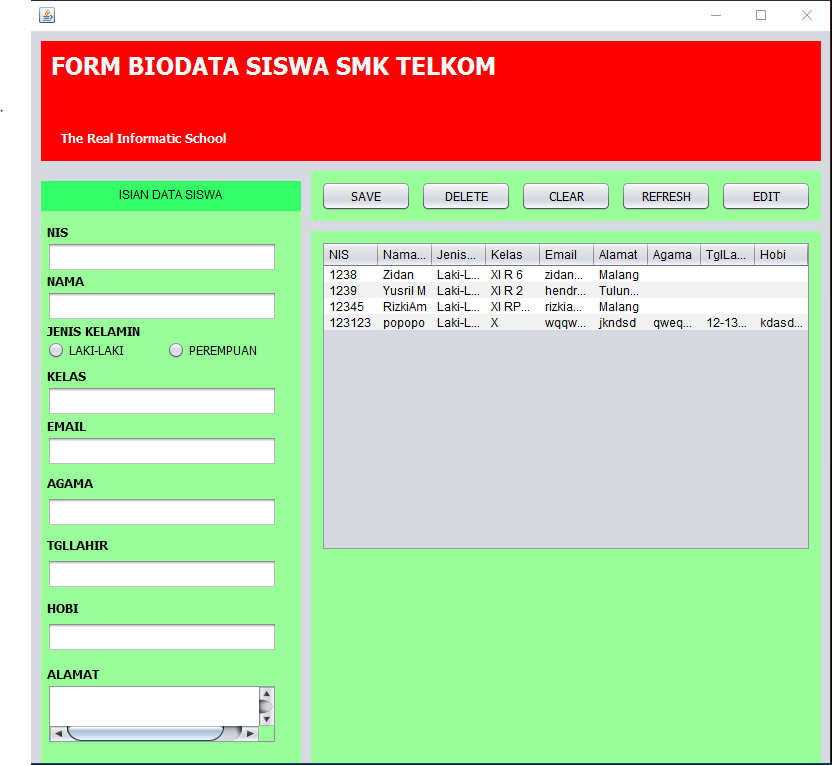 FORM BIODATA SISWA SMK TELKOM
The Real Informatic School
ISIAN DATA SISWA
NIS
NAMA
JENIS KELAMIN
LAKI-LAKI PEREMPUAN
KELAS
EMAIL
AGAMA
TGLLAHIR
HOBI
ALAMAT
SAVE DELETE CLEAR REFRESH EDIT
NIS Nama... Jenis... Kelas Email Alamat Agama TglLa... Hobi
1238 Zidan Laki-L... XI R 6 zidan... Malang
1239 Yusril M Laki-L... XI R 2 hendr... Tulun...
12345 RizkiAm Laki-L... XI RP... rizkia... Malang
123123 popopo Laki-L... X wqqw... jkndsd qweq... 12-13... kdasd...